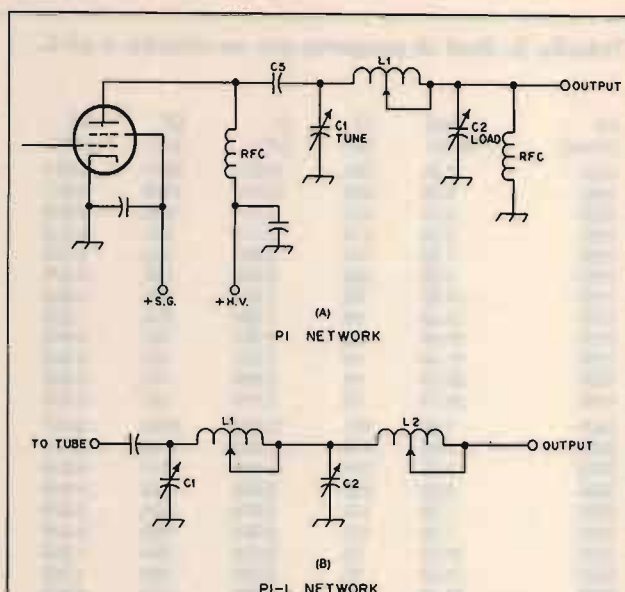 C5
L1
OUTPUT
C1
TUNE
C2
LOAD
RFC
RFC
+S.G.
+H.V.
(A)
PI NETWORK
L1
L2
TO TUBE
OUTPUT
C1
C2
(B)
PI-L NETWORK